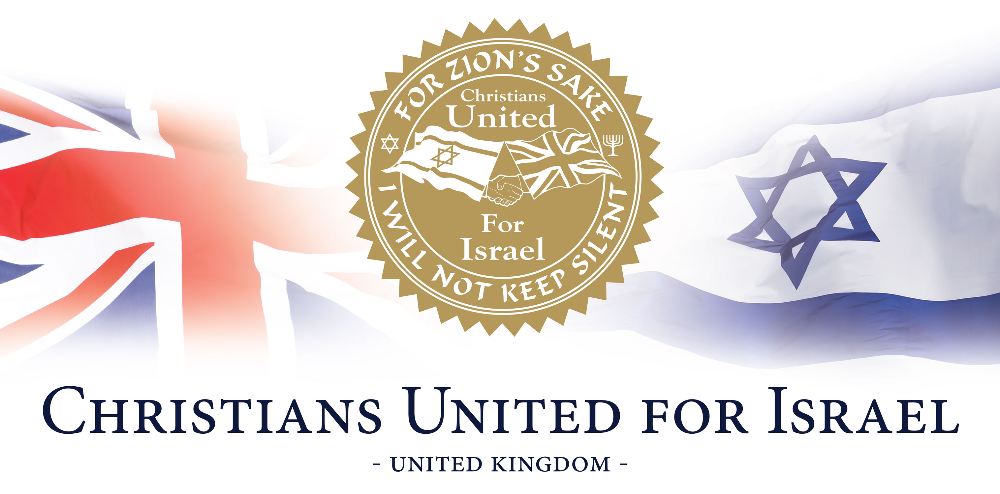 FOR ZION'S SAKE
Christians
United
For
Israel
I WILL NOT KEEP SILENT
CHRISTIANS UNITED FOR ISRAEL
- UNITED KINGDOM -